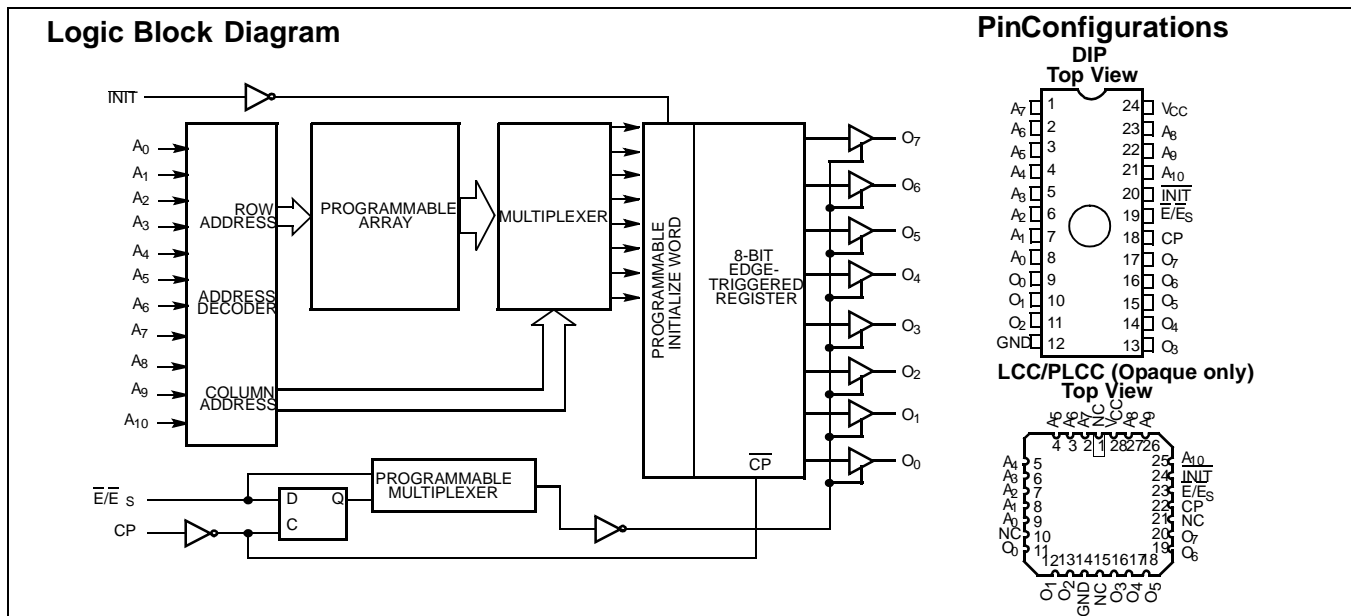 Logic Block Diagram
INIT
A0
A1
A2
A3
A4
A5
A6
A7
A8
A9
A10
ROW
ADDRESS
ADDRESS
DECODER
COLUMN
ADDRESS
PROGRAMMABLE
ARRAY
MULTIPLEXER
PROGRAMMABLE
INITIALIZE WORD
8-BIT
EDGE-
TRIGGERED
REGISTER
CP
O7
O6
O5
O4
O3
O2
O1
O0
E/E S
CP
D
Q
C
PROGRAMMABLE
MULTIPLEXER
PinConfigurations
DIP
Top View
A7 1 24 VCC
A6 2 23 A8
A5 3 22 A9
A4 4 21 A10
A3 5 20 INIT
A2 6 19 E/ES
A1 7 18 CP
A0 8 17 O7
O0 9 16 O6
O1 10 15 O5
O2 11 14 O4
GND 12 13 O3
LCC/PLCC (Opaque only)
Top View
A5 A6 A7 NC VCC A8 A9
4 3 2 1 28 27 26
A4 5 25 A10
A3 6 24 INIT
A2 7 23 E/ES
A1 8 22 CP
A0 9 21 NC
NC 10 20 O7
O0 11 19 O6
12 13 14 15 16 17 18
O1 O2 GND NC O3 O4 O5